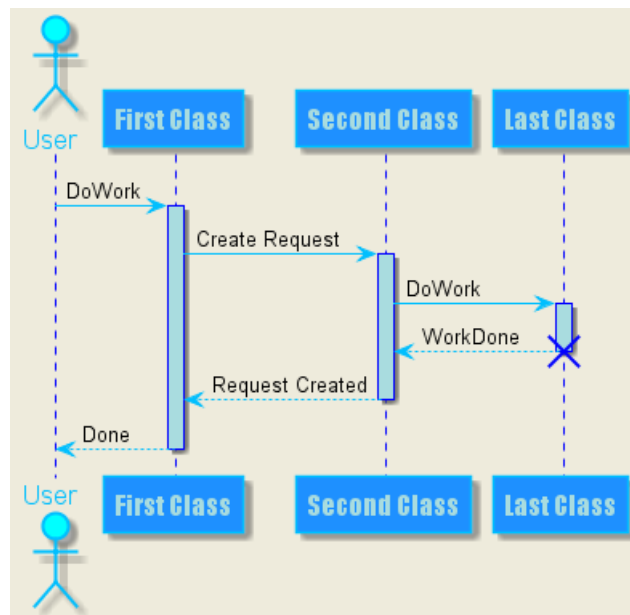 User
First Class
Second Class
Last Class
DoWork
Create Request
DoWork
WorkDone
Request Created
Done
User
First Class
Second Class
Last Class